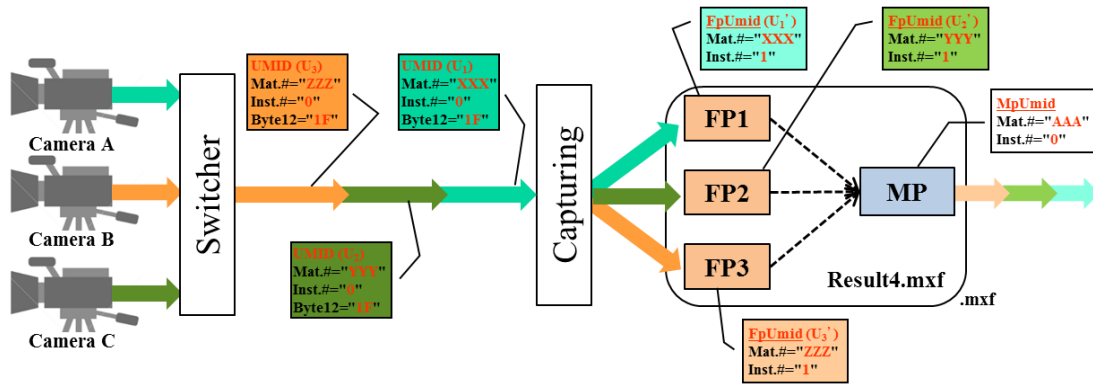 Camera A
Camera B
Camera C
Switcher
UMID (U3)
Mat.#="ZZZ"
Inst.#="0"
Byte12="1F"
UMID (U1)
Mat.#="XXX"
Inst.#="0"
Byte12="1F"
UMID (U2)
Mat.#="YYY"
Inst.#="0"
Byte12="1F"
Capturing
FpUmid (U1')
Mat.#="XXX"
Inst.#="1"
FpUmid (U2')
Mat.#="YYY"
Inst.#="1"
FP1
FP2
FP3
MpUmid
Mat.#="AAA"
Inst.#="0"
MP
Result4.mxf
.mxf
FpUmid (U3')
Mat.#="ZZZ"
Inst.#="1"